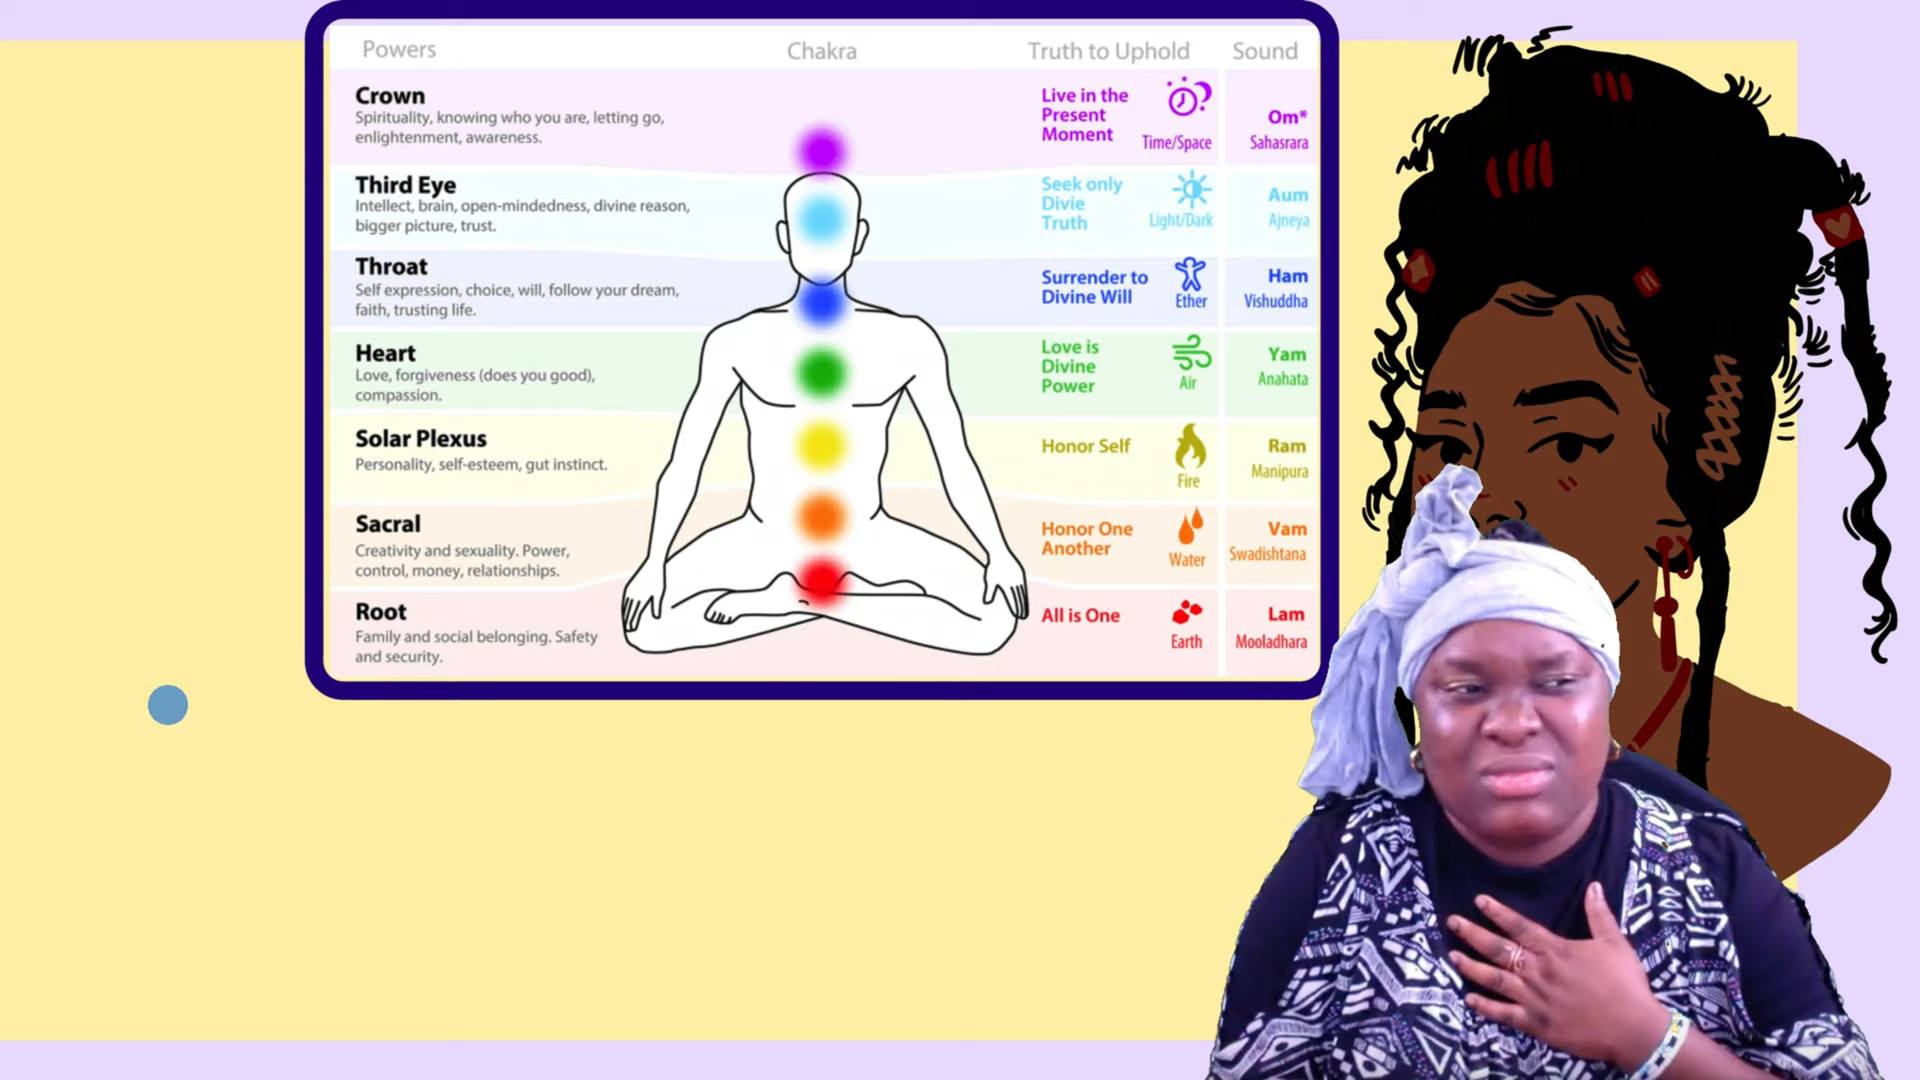 Powers Chakra Truth to Uphold Sound
Crown
Spirituality, knowing who you are, letting go,
enlightenment, awareness.
Live in the
Present
Moment
Time/Space
Om*
Sahasrara
Third Eye
Intellect, brain, open-mindedness, divine reason,
bigger picture, trust.
Seek only
Divie
Truth
Light/Dark
Aum
Ajneya
Throat
Self expression, choice, will, follow your dream,
faith, trusting life.
Surrender to
Divine Will
Ether
Ham
Vishuddha
Heart
Love, forgiveness (does you good),
compassion.
Love is
Divine
Power
Air
Yam
Anahata
Solar Plexus
Personality, self-esteem, gut instinct.
Honor Self
Fire
Ram
Manipura
Sacral
Creativity and sexuality. Power,
control, money, relationships.
Honor One
Another
Water
Vam
Swadishtana
Root
Family and social belonging. Safety
and security.
All is One
Earth
Lam
Mooladhara